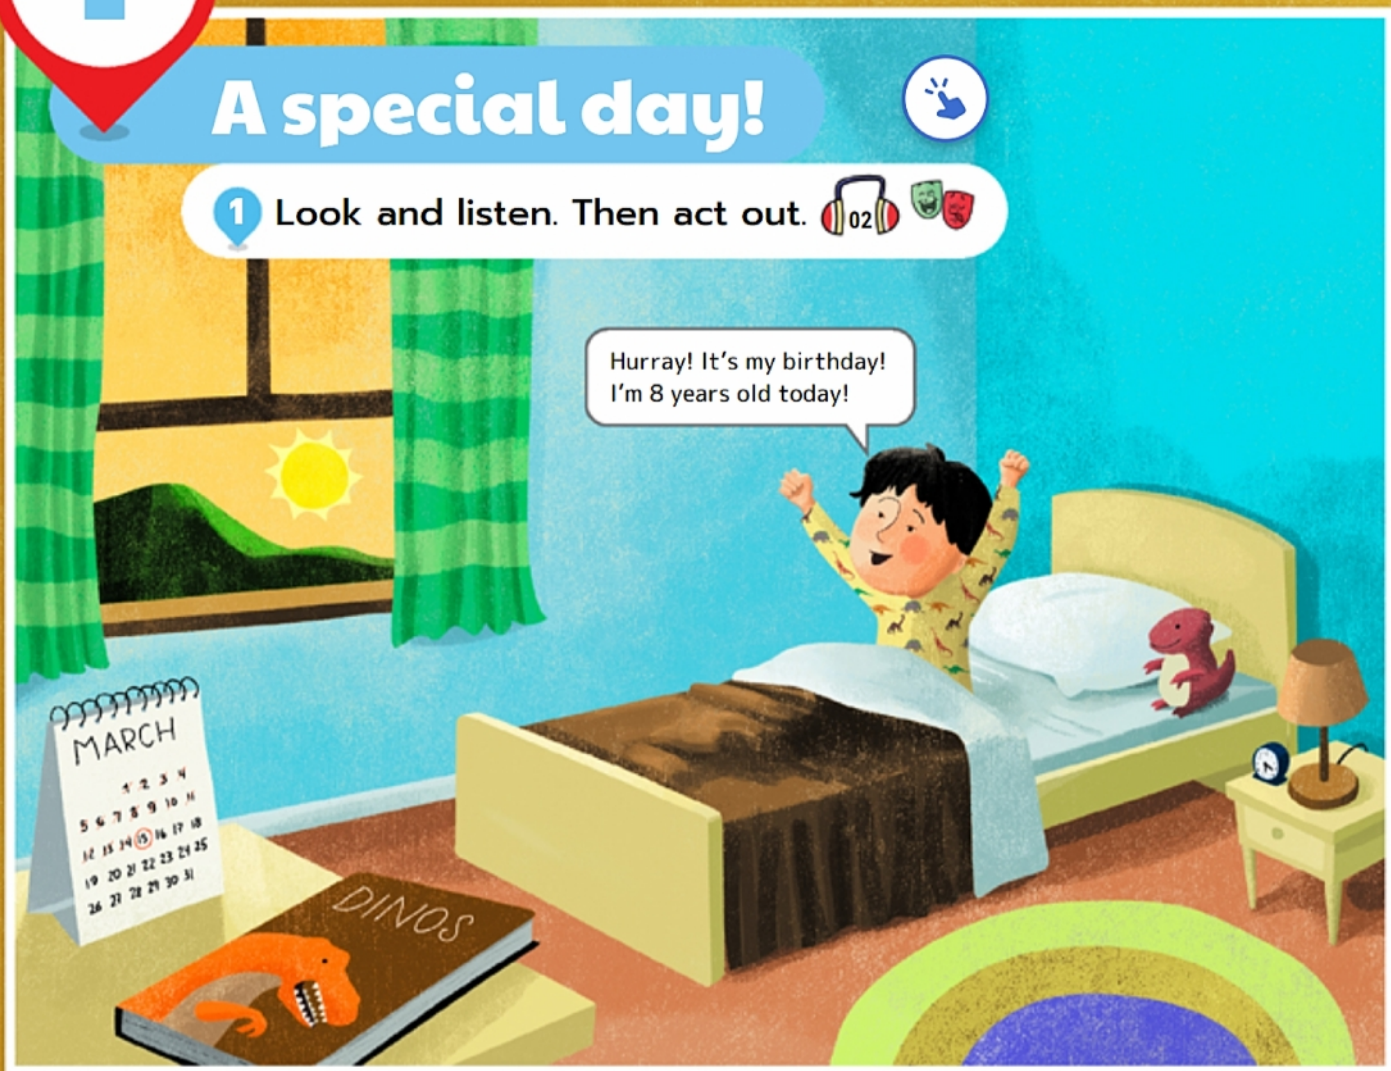 A special day!
1 Look and listen. Then act out. 02
Hurray! It's my birthday!
I'm 8 years old today!
MARCH
1 2 3 4
5 6 7 8 9 10 11
12 13 14 15 16 17 18
19 20 21 22 23 24 25
26 27 28 29 30 31
DINOS